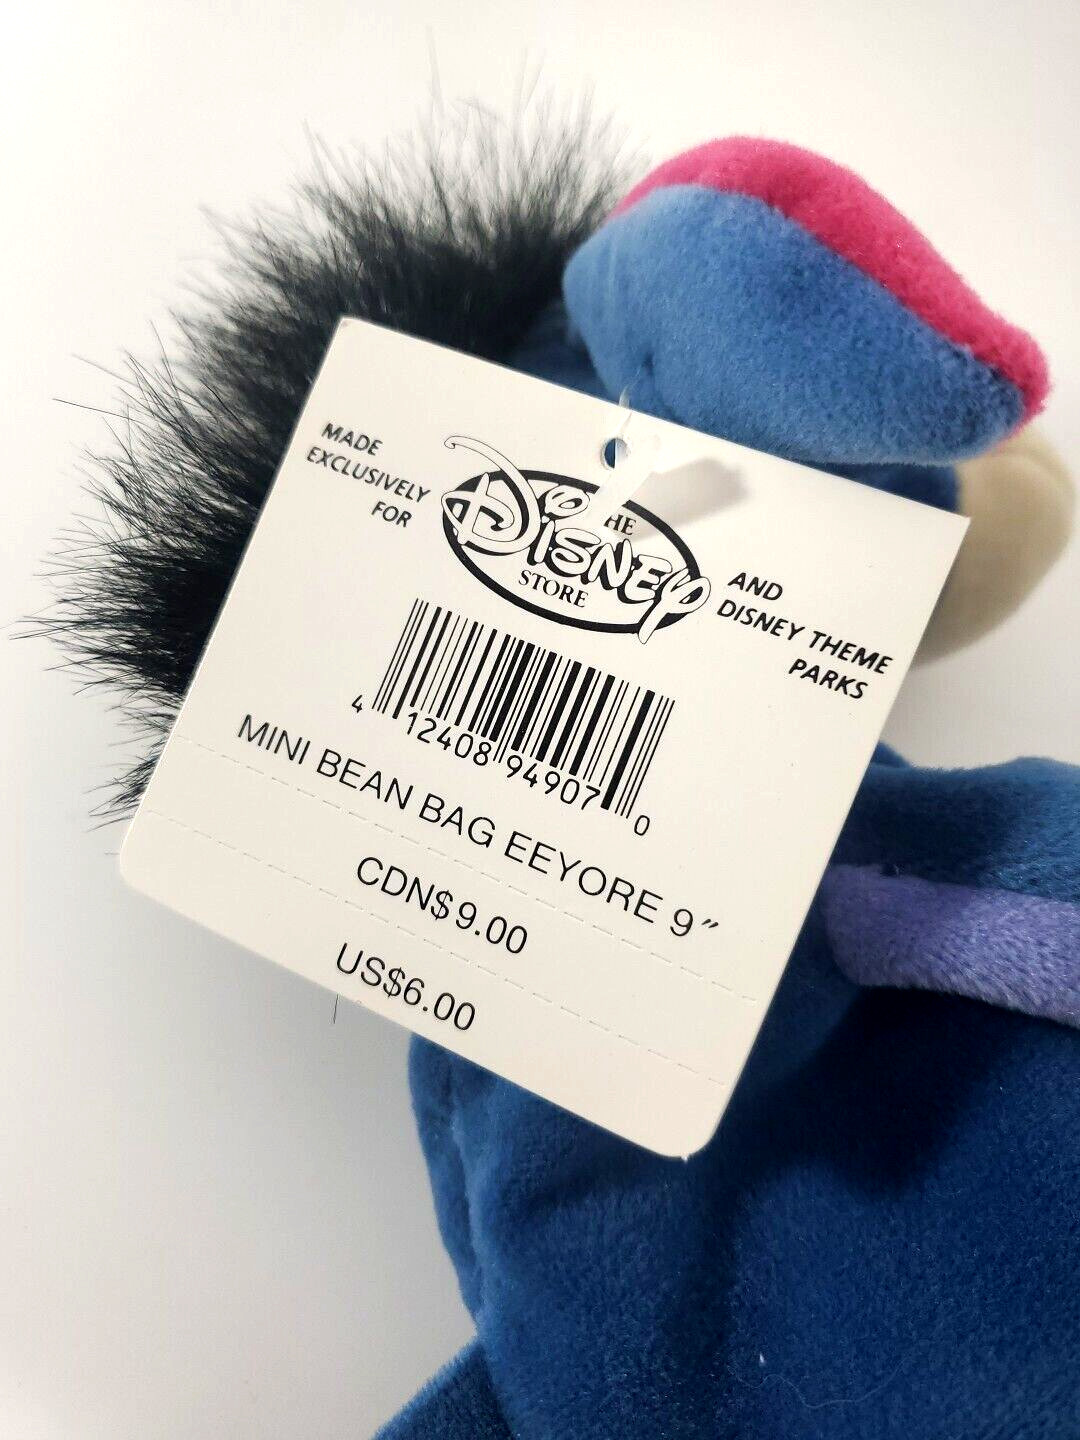 MADE
EXCLUSIVELY
FOR
THE
DISNEY
STORE
AND
DISNEY THEME
PARKS
4 12408 94907 0
MINI BEAN BAG EEYORE 9"
CDN$9.00
US$6.00